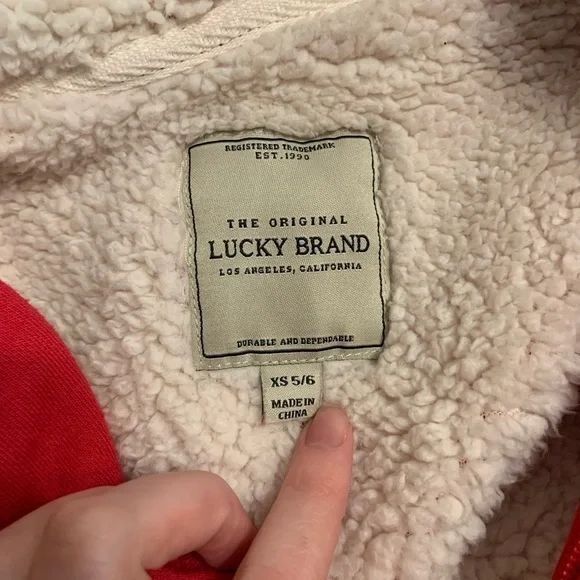 REGISTERED TRADEMARK
EST. 1990
THE ORIGINAL
LUCKY BRAND
LOS ANGELES, CALIFORNIA
DURABLE AND DEPENDABLE
XS 5/6
MADE IN
CHINA